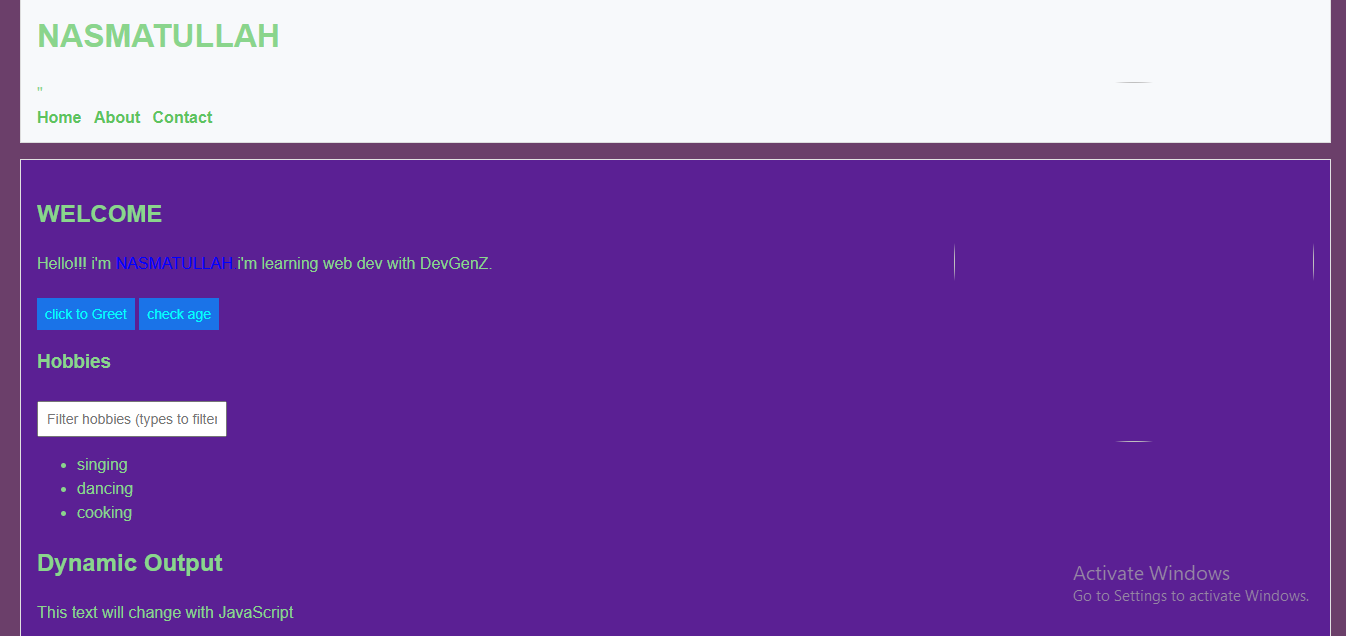 NASMATULLAH
"
Home About Contact
WELCOME
Hello!!! i'm NASMATULLAH.i'm learning web dev with DevGenZ.
click to Greet check age
Hobbies
Filter hobbies (types to filter
singing
dancing
cooking
Dynamic Output
This text will change with JavaScript
Activate Windows
Go to Settings to activate Windows.